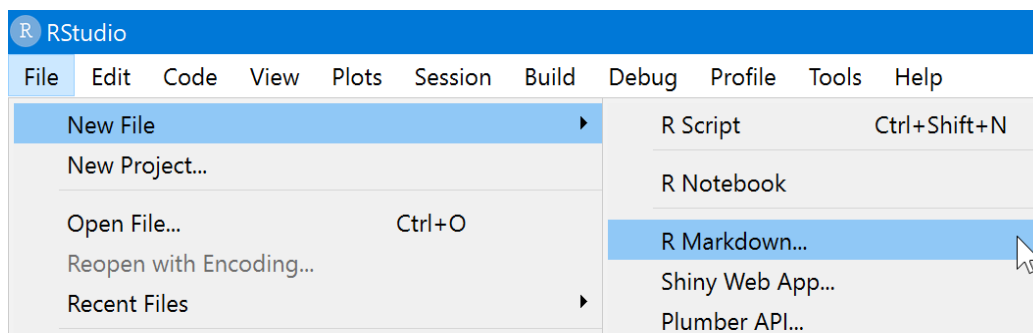 R RStudio
File Edit Code View Plots Session Build Debug Profile Tools Help
New File
New Project...
Open File... Ctrl+O
Reopen with Encoding...
Recent Files
R Script Ctrl+Shift+N
R Notebook
R Markdown...
Shiny Web App...
Plumber API...